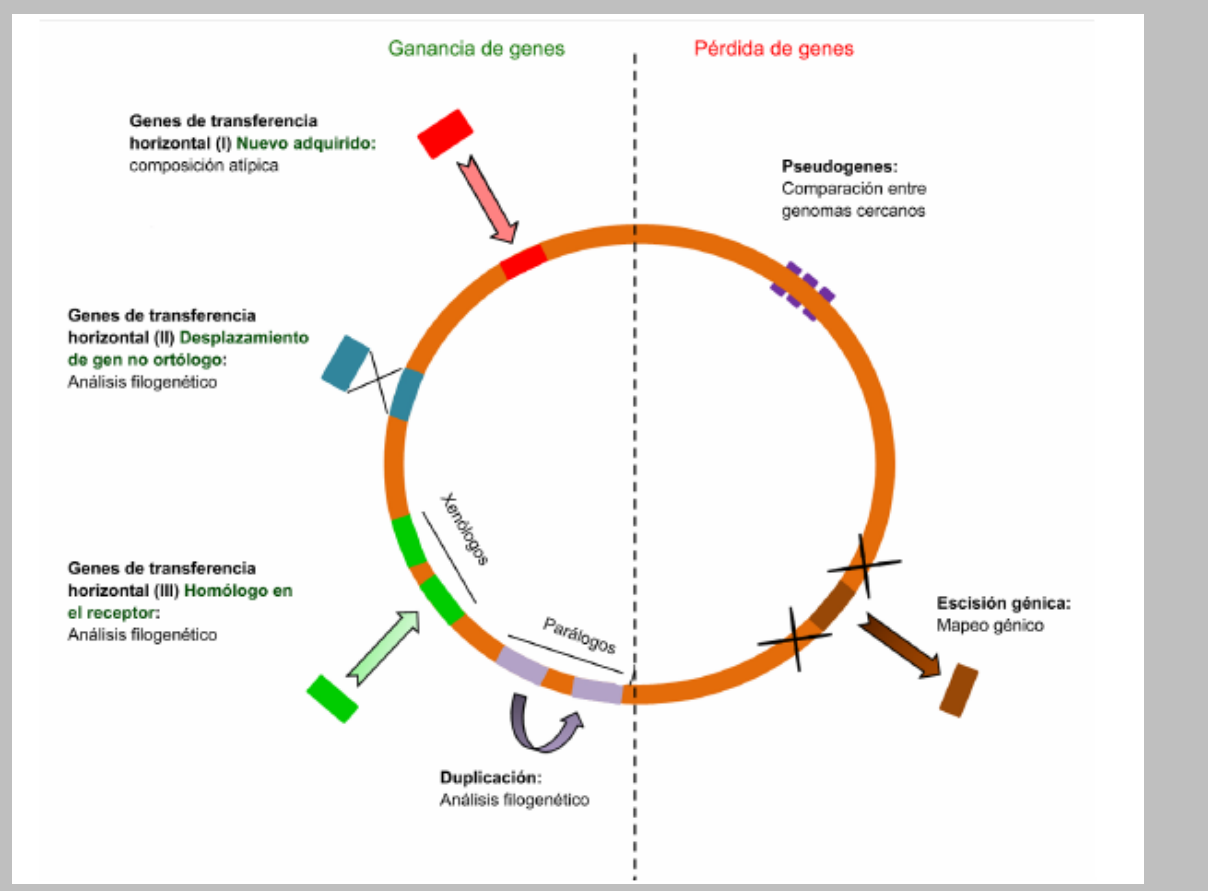 Ganancia de genes
Pérdida de genes
Genes de transferencia
horizontal (I) Nuevo adquirido:
composición atípica
Pseudogenes:
Comparación entre
genomas cercanos
Genes de transferencia
horizontal (II) Desplazamiento
de gen no ortólogo:
Análisis filogenético
Xenólogos
Genes de transferencia
horizontal (III) Homólogo en
el receptor:
Análisis filogenético
Parálogos
Escisión génica:
Mapeo génico
Duplicación:
Análisis filogenético